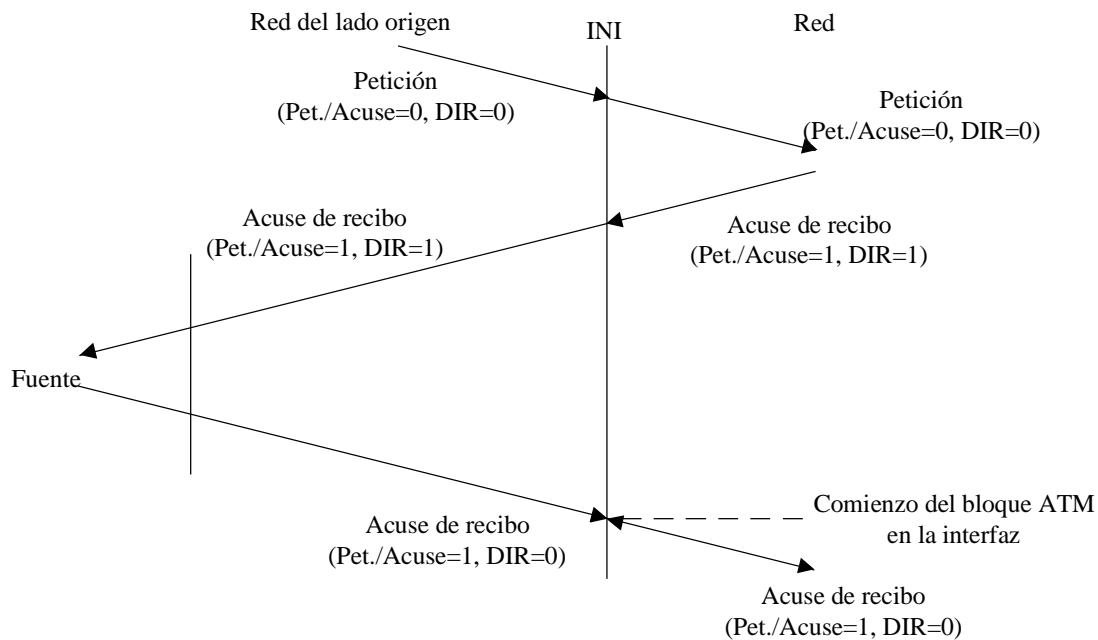 Red del lado origen
INI
Red
Petición
(Pet./Acuse=0, DIR=0)
Petición
(Pet./Acuse=0, DIR=0)
Acuse de recibo
(Pet./Acuse=1, DIR=1)
Acuse de recibo
(Pet./Acuse=1, DIR=1)
Fuente
Comienzo del bloque ATM
en la interfaz
Acuse de recibo
(Pet./Acuse=1, DIR=0)
Acuse de recibo
(Pet./Acuse=1, DIR=0)